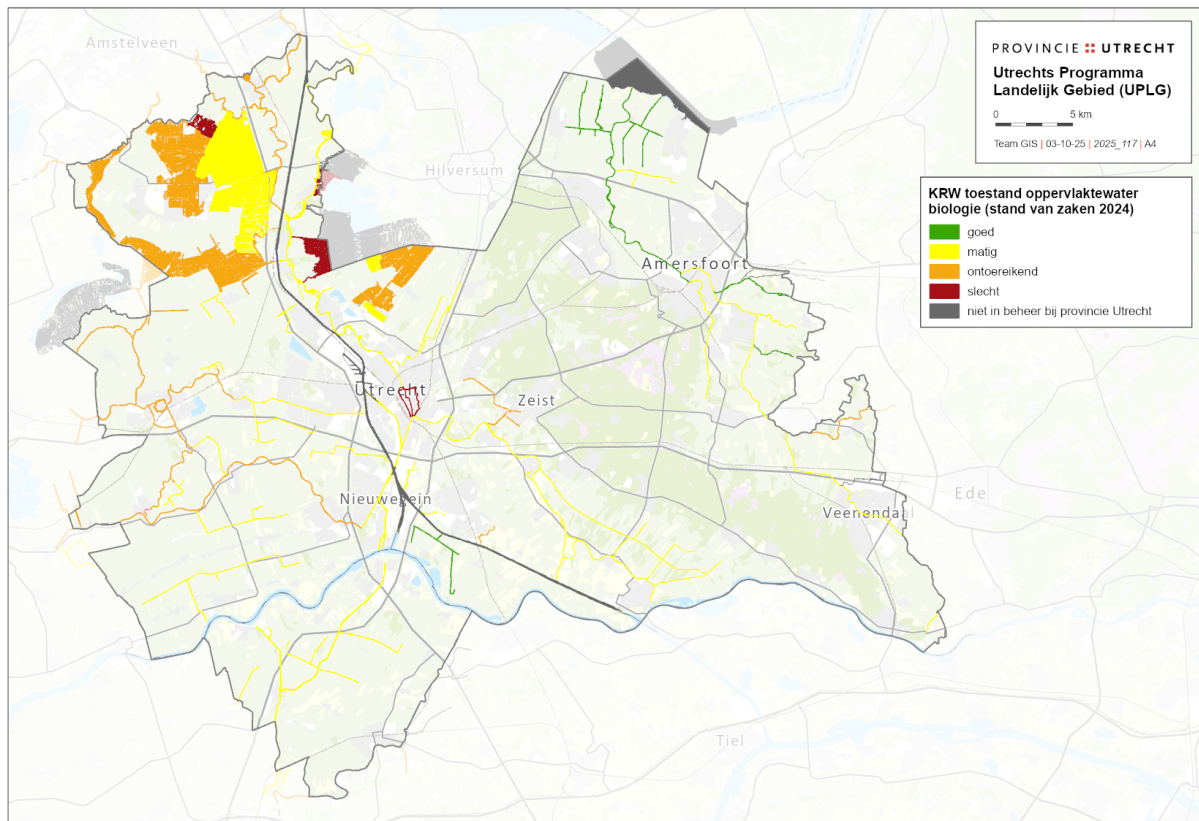 PROVINCIE UTRECHT
Utrechts Programma
Landelijk Gebied (UPLG)
0 5 km
Team GIS | 03-10-25 | 2025_117 | A4
KRW toestand oppervlaktewater
biologie (stand van zaken 2024)
goed
matig
ontoereikend
slecht
niet in beheer bij provincie Utrecht
Amstelveen
Hilversum
Amersfoort
Utrecht
Zeist
Nieuwegein
Ede
Veenendaal
Tiel